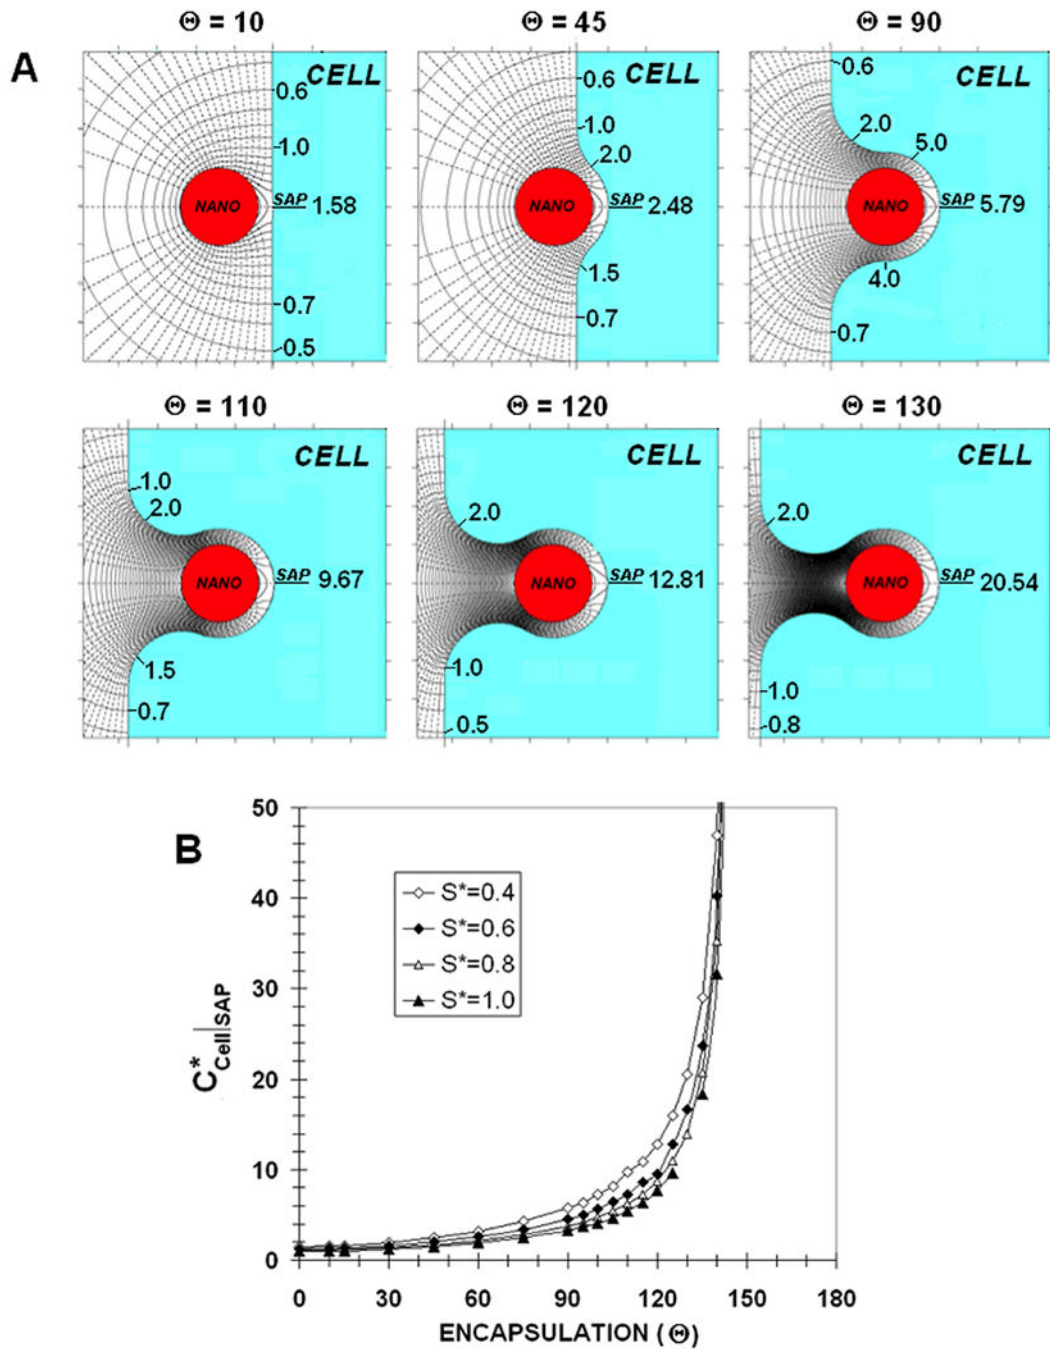 Θ = 10 Θ = 45 Θ = 90
A
CELL CELL CELL
0.6 0.6 0.6
1.0 1.0 2.0 5.0
2.0
NANO SAP 1.58 NANO SAP 2.48 NANO SAP 5.79
1.5 4.0
0.7 0.7 0.7
0.5
Θ = 110 Θ = 120 Θ = 130
CELL CELL CELL
1.0
2.0 2.0 2.0
NANO SAP 9.67 NANO SAP 12.81 NANO SAP 20.54
1.5 1.0 1.0
0.7 0.5 0.8
B
50
40
30
20
10
0
C*Cell|SAP
S*=0.4
S*=0.6
S*=0.8
S*=1.0
0 30 60 90 120 150 180
ENCAPSULATION (Θ)